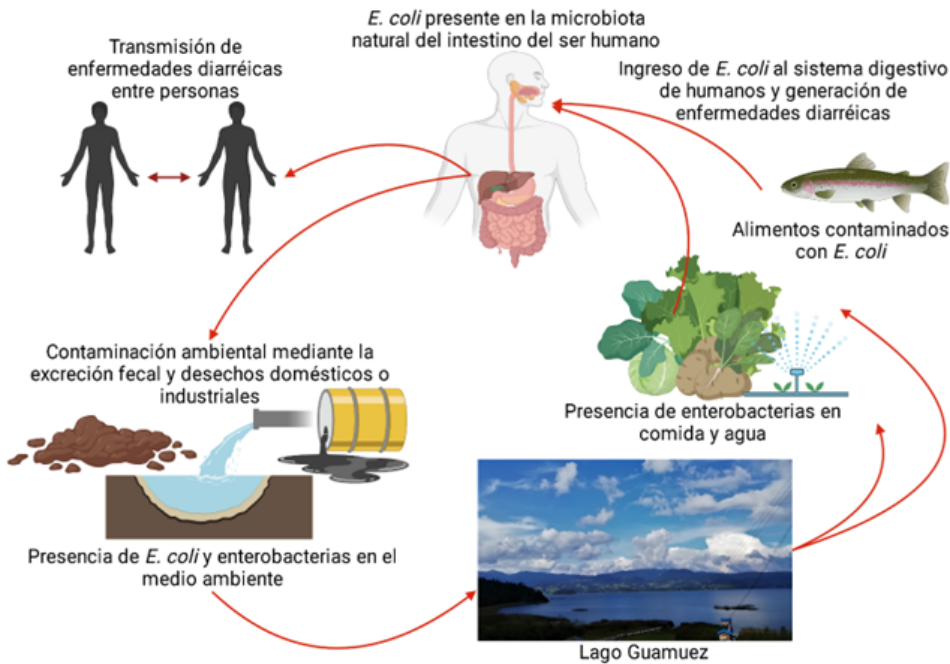 E. coli presente en la microbiota
natural del intestino del ser humano
Transmisión de
enfermedades diarréicas
entre personas
Ingreso de E. coli al sistema digestivo
de humanos y generación de
enfermedades diarréicas
Alimentos contaminados
con E. coli
Contaminación ambiental mediante la
excreción fecal y desechos domésticos o
industriales
Presencia de enterobacterias en
comida y agua
Presencia de E. coli y enterobacterias en el
medio ambiente
Lago Guamuez